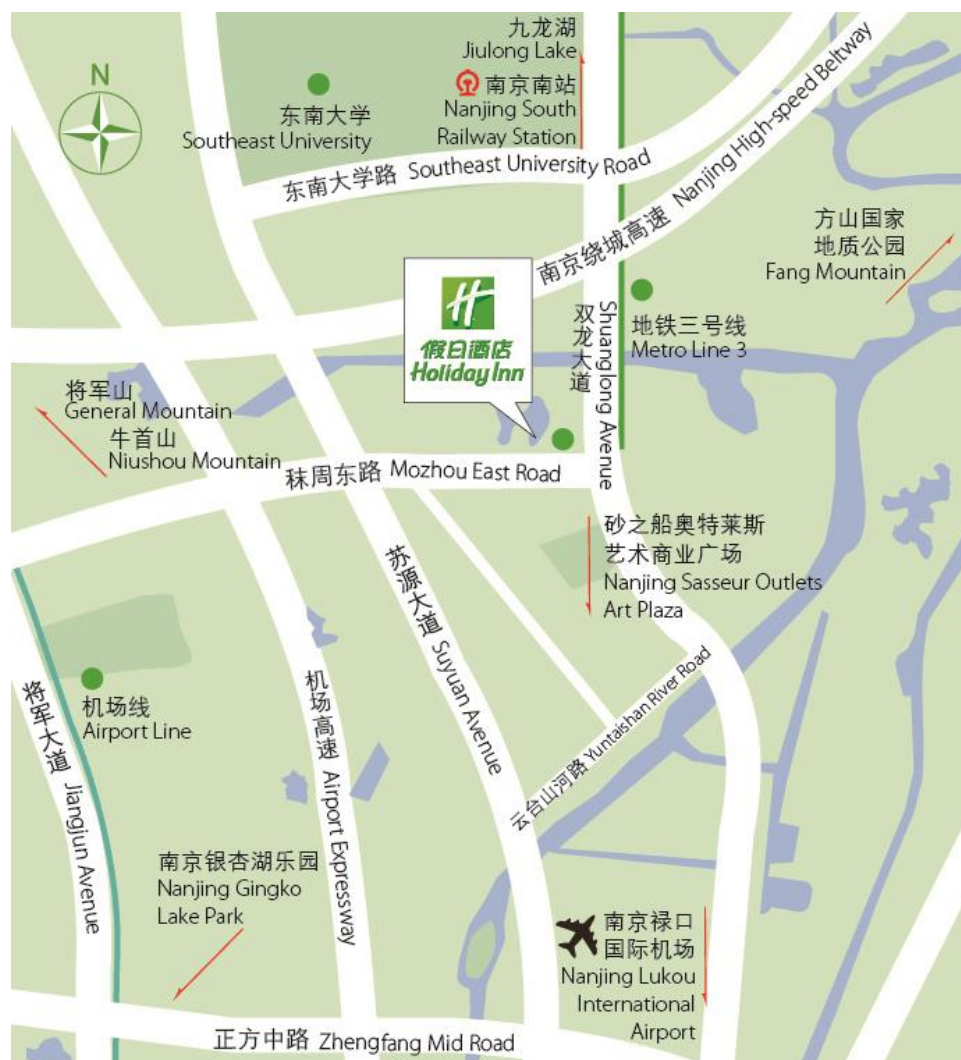 九龙湖
Jiulong Lake
南京南站
Nanjing South
Railway Station
N
东南大学
Southeast University
东南大学路 Southeast University Road
南京绕城高速 Nanjing High-speed Beltway
方山国家
地质公园
Fang Mountain
H
假日酒店
Holiday Inn
双龙大道
Shuanglong Avenue
地铁三号线
Metro Line 3
将军山
General Mountain
牛首山
Niushou Mountain
秣周东路 Mozhou East Road
砂之船奥特莱斯
艺术商业广场
Nanjing Sasseur Outlets
Art Plaza
苏源大道 Suyuan Avenue
机场线
Airport Line
将军大道 Jiangjun Avenue
机场高速 Airport Expressway
云台山河路 Yuntaishan River Road
南京银杏湖乐园
Nanjing Gingko
Lake Park
南京禄口
国际机场
Nanjing Lukou
International
Airport
正方中路 Zhengfang Mid Road